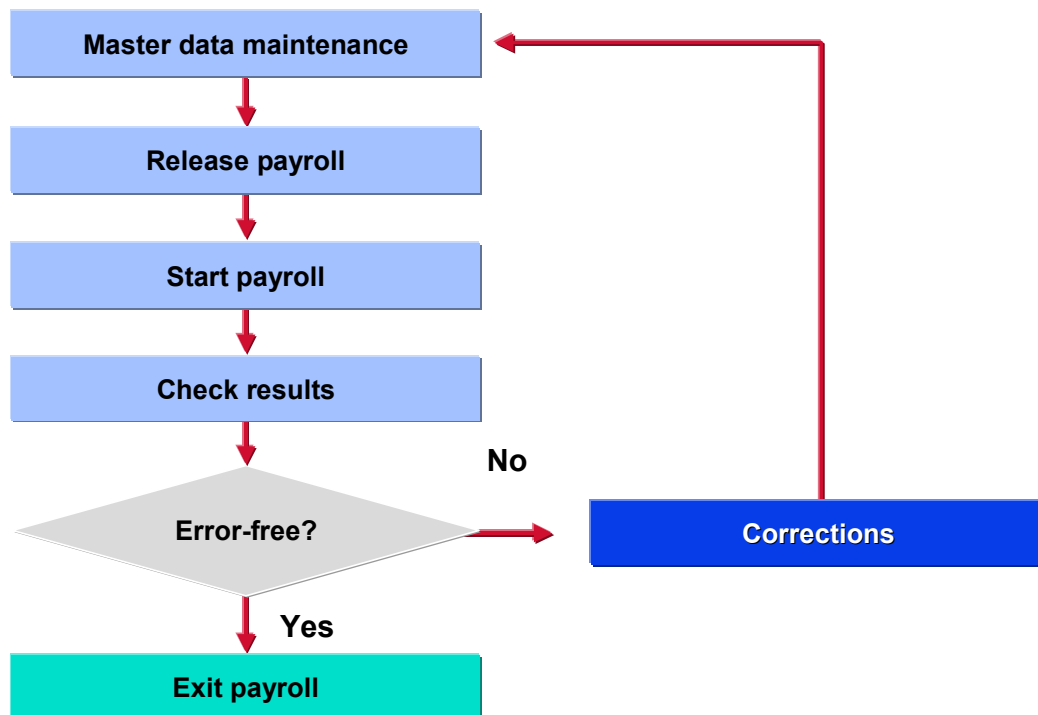 Master data maintenance
Release payroll
Start payroll
Check results
No
Error-free?
Corrections
Yes
Exit payroll